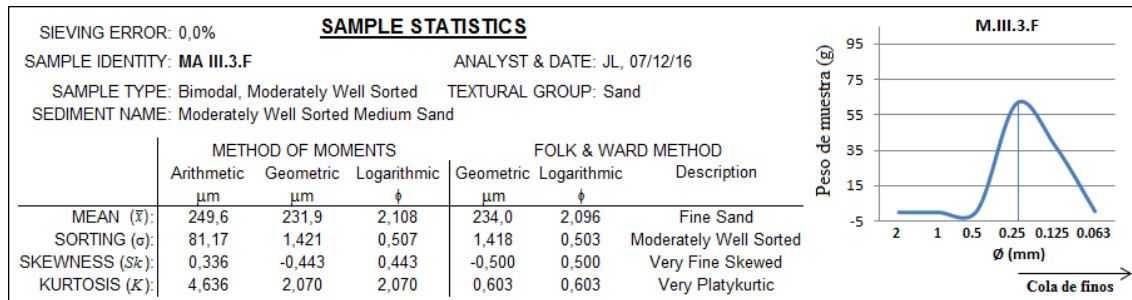 SAMPLE STATISTICS
SIEVING ERROR: 0,0%
SAMPLE IDENTITY: MA III.3.F ANALYST & DATE: JL, 07/12/16
SAMPLE TYPE: Bimodal, Moderately Well Sorted TEXTURAL GROUP: Sand
SEDIMENT NAME: Moderately Well Sorted Medium Sand
METHOD OF MOMENTS FOLK & WARD METHOD
Arithmetic Geometric Logarithmic Geometric Logarithmic Description
µm µm ϕ µm ϕ
MEAN (x̄): 249,6 231,9 2,108 234,0 2,096 Fine Sand
SORTING (σ): 81,17 1,421 0,507 1,418 0,503 Moderately Well Sorted
SKEWNESS (Sk): 0,336 -0,443 0,443 -0,500 0,500 Very Fine Skewed
KURTOSIS (K): 4,636 2,070 2,070 0,603 0,603 Very Platykurtic
M.III.3.F
Peso de muestra (g)
95
75
55
35
15
-5
2 1 0.5 0.25 0.125 0.063
Ø (mm)
Cola de finos